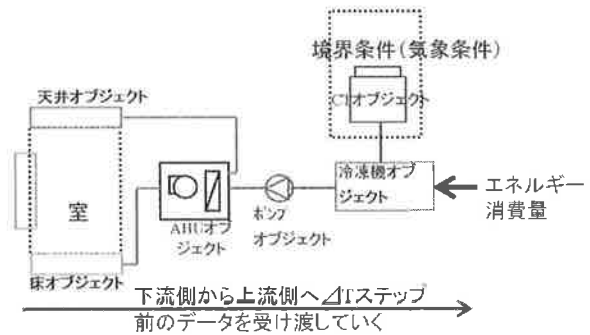 境界条件(気象条件)
天井オブジェクト
CTオブジェクト
冷凍機オブ
ジェクト
エネルギー
消費量
室
AHUオブ
ジェクト
ポンプ
オブジェクト
床オブジェクト
下流側から上流側へ⊿Tステップ
前のデータを受け渡していく